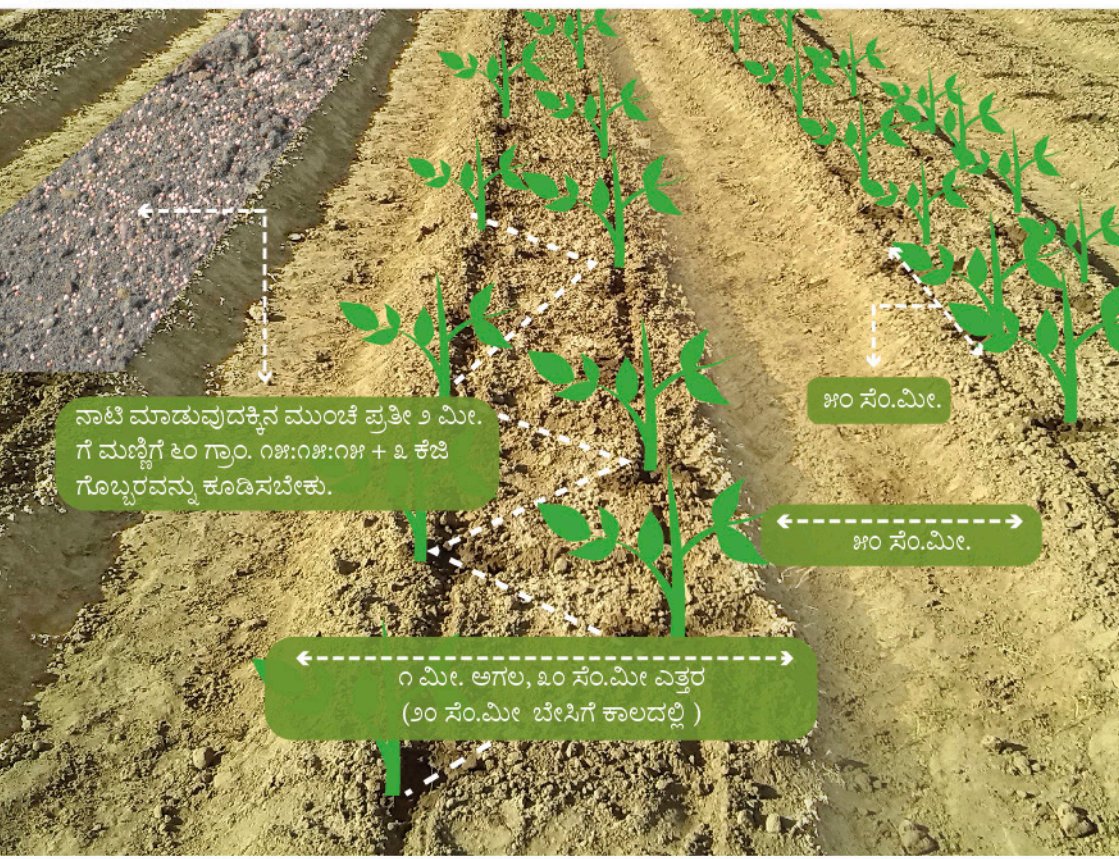 ನಾಟಿ ಮಾಡುವುದಕ್ಕಿನ ಮುಂಚೆ ಪ್ರತೀ ೨ ಮೀ.
ಗೆ ಮಣ್ಣಿಗೆ ೬೦ ಗ್ರಾಂ. ೧೫:೧೫:೧೫ + ೩ ಕೆಜಿ
ಗೊಬ್ಬರವನ್ನು ಕೂಡಿಸಬೇಕು.
೫೦ ಸೆಂ.ಮೀ.
೫೦ ಸೆಂ.ಮೀ.
೧ ಮೀ. ಅಗಲ, ೩೦ ಸೆಂ.ಮೀ ಎತ್ತರ
(೨೦ ಸೆಂ.ಮೀ ಬೇಸಿಗೆ ಕಾಲದಲ್ಲಿ )